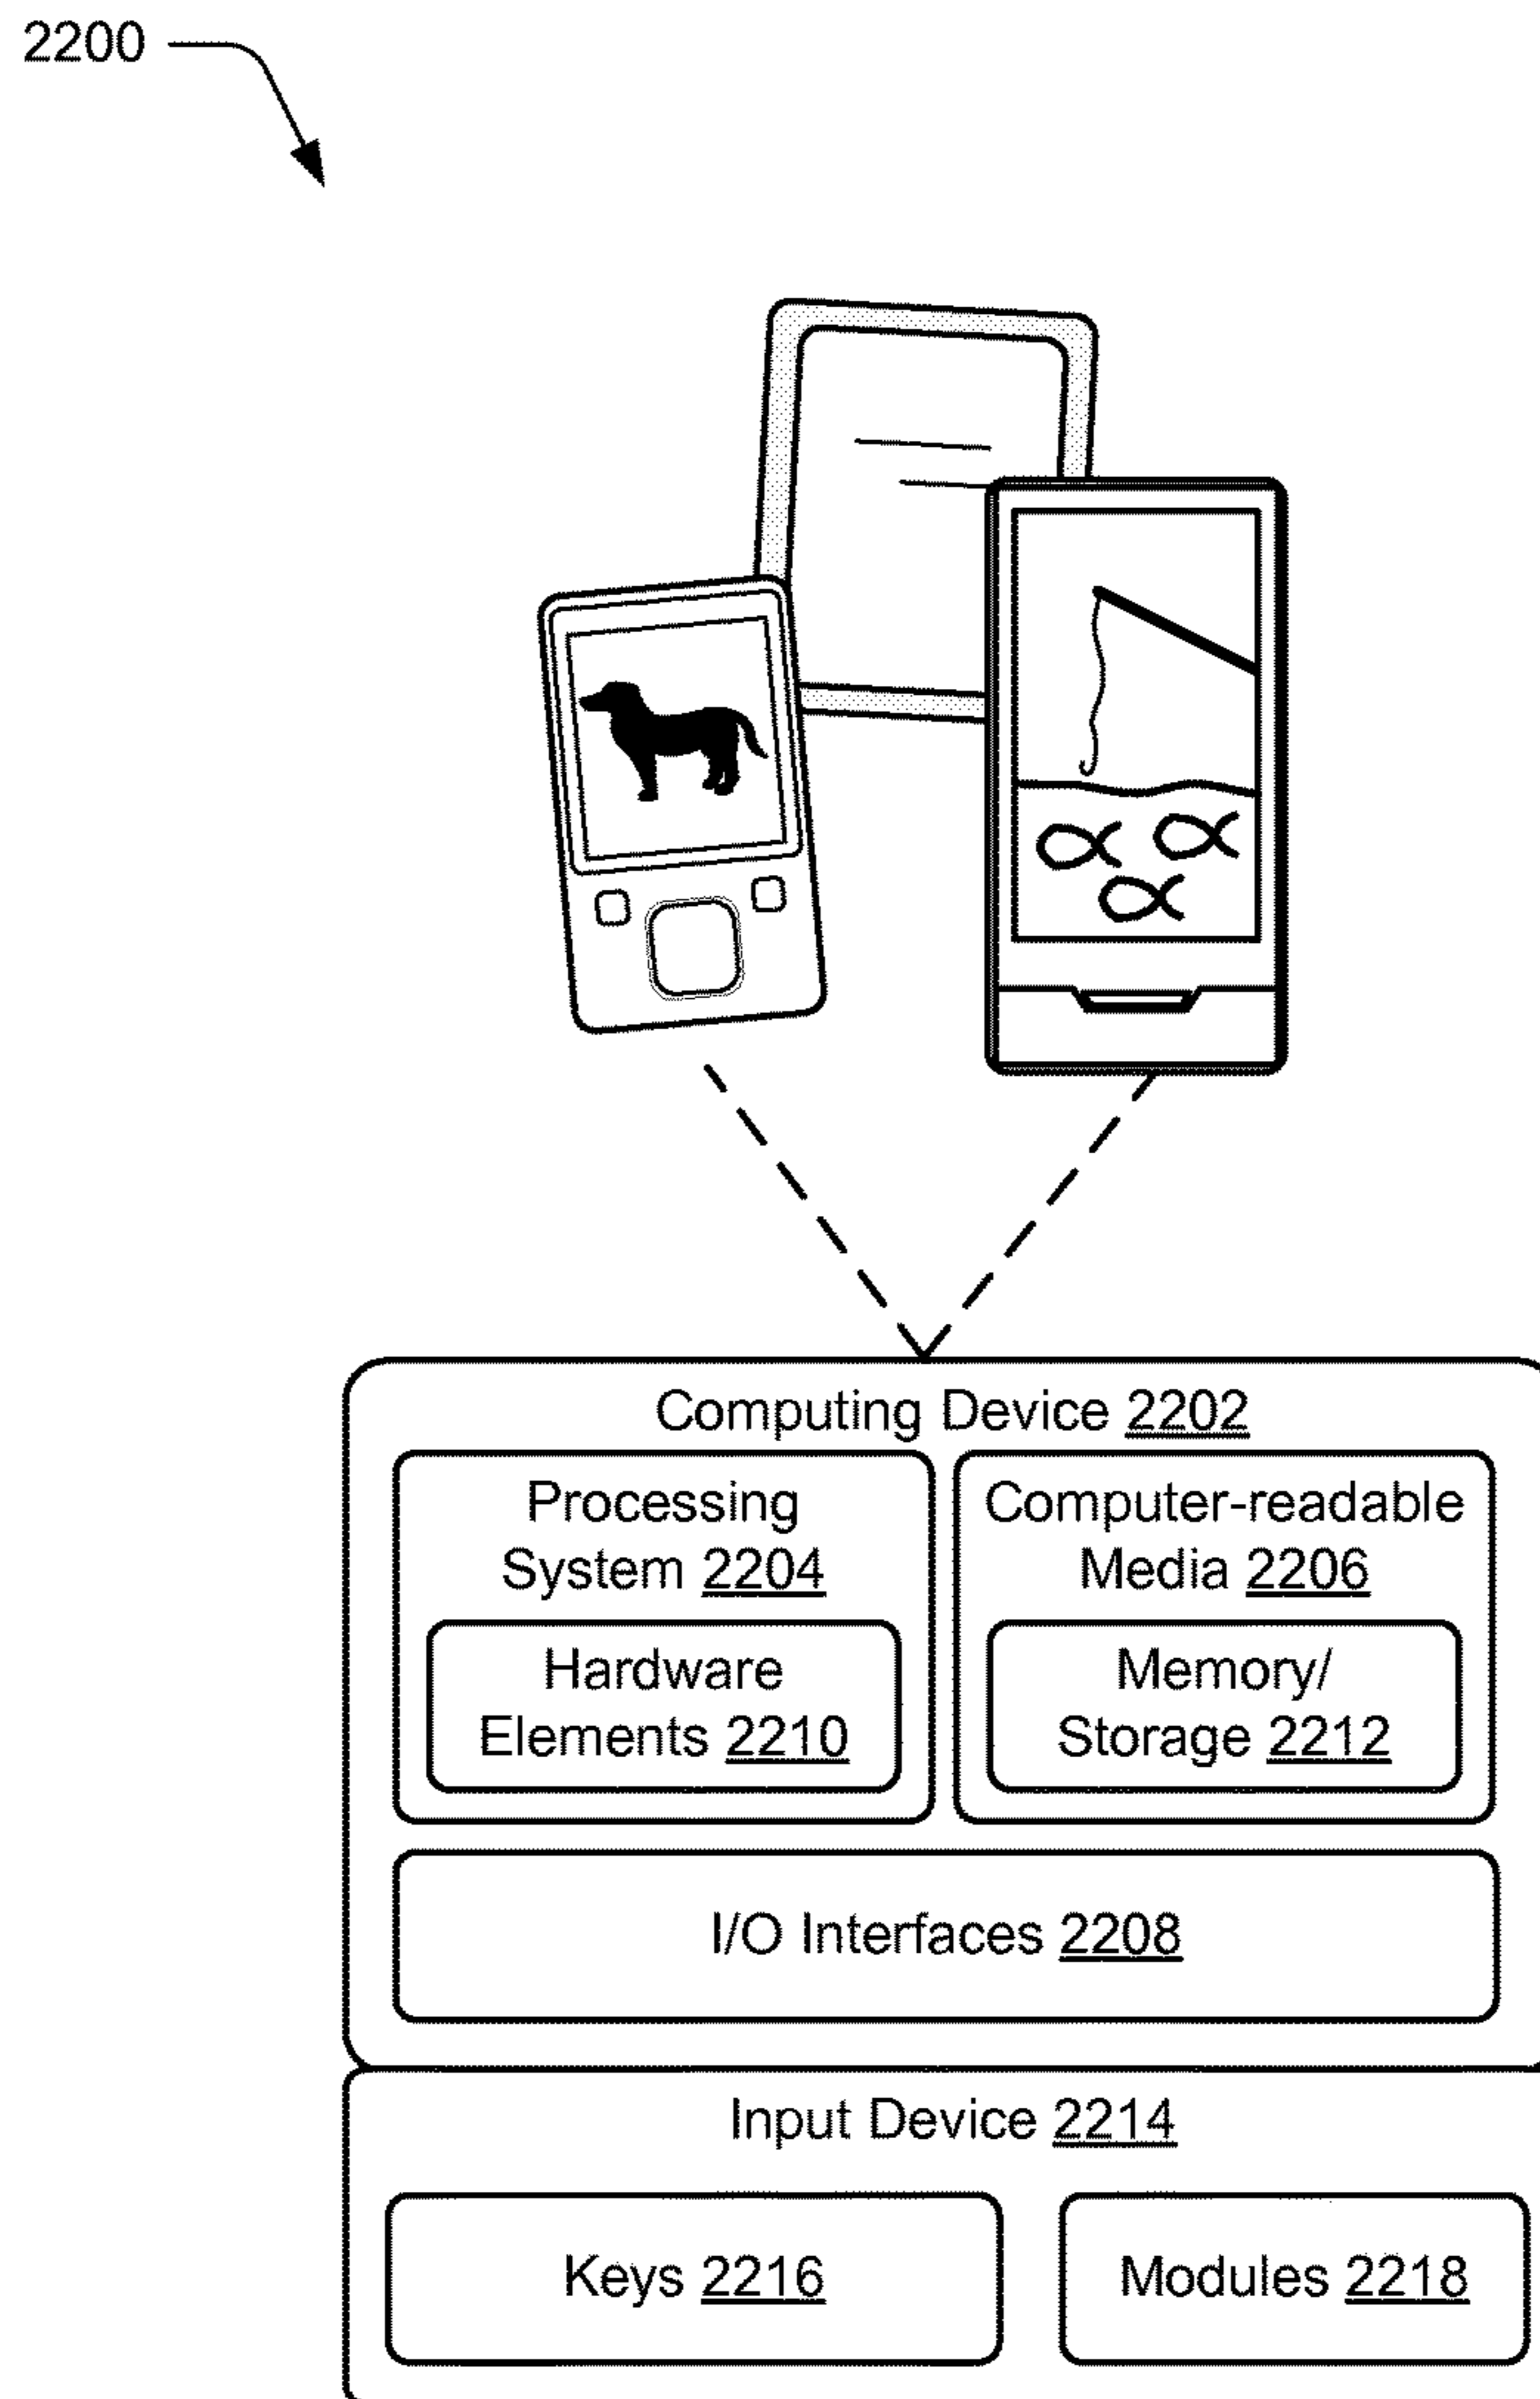 2200
Computing Device 2202
Processing
System 2204
Computer-readable
Media 2206
Hardware
Elements 2210
Memory/
Storage 2212
I/O Interfaces 2208
Input Device 2214
Keys 2216
Modules 2218